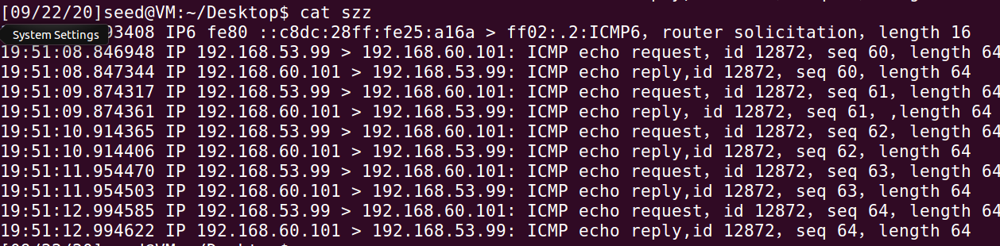 [09/22/20]seed@VM:~/Desktop$ cat szz
System Settings
93408 IP6 fe80 ::c8dc:28ff:fe25:a16a > ff02:.2:ICMP6, router solicitation, length 16
19:51:08.846948 IP 192.168.53.99 > 192.168.60.101: ICMP echo request, id 12872, seq 60, length 64
19:51:08.847344 IP 192.168.60.101 > 192.168.53.99: ICMP echo reply,id 12872, seq 60, length 64
19:51:09.874317 IP 192.168.53.99 > 192.168.60.101: ICMP echo request, id 12872, seq 61, length 64
19:51:09.874361 IP 192.168.60.101 > 192.168.53.99: ICMP echo reply, id 12872, seq 61, ,length 64
19:51:10.914365 IP 192.168.53.99 > 192.168.60.101: ICMP echo request, id 12872, seq 62, length 64
19:51:10.914406 IP 192.168.60.101 > 192.168.53.99: ICMP echo reply,id 12872, seq 62, length 64
19:51:11.954470 IP 192.168.53.99 > 192.168.60.101: ICMP echo request, id 12872, seq 63, length 64
19:51:11.954503 IP 192.168.60.101 > 192.168.53.99: ICMP echo reply,id 12872, seq 63, length 64
19:51:12.994585 IP 192.168.53.99 > 192.168.60.101: ICMP echo request, id 12872, seq 64, length 64
19:51:12.994622 IP 192.168.60.101 > 192.168.53.99: ICMP echo reply,id 12872, seq 64, length 64